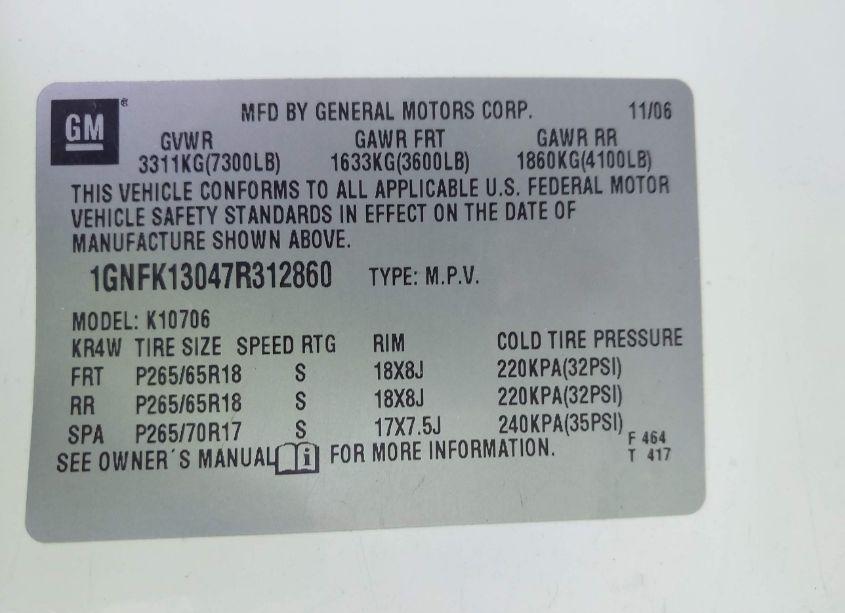 GM ® MFD BY GENERAL MOTORS CORP. 11/06
GVWR GAWR FRT GAWR RR
3311KG(7300LB) 1633KG(3600LB) 1860KG(4100LB)
THIS VEHICLE CONFORMS TO ALL APPLICABLE U.S. FEDERAL MOTOR
VEHICLE SAFETY STANDARDS IN EFFECT ON THE DATE OF
MANUFACTURE SHOWN ABOVE.
1GNFK13047R312860 TYPE: M.P.V.
MODEL: K10706
KR4W TIRE SIZE SPEED RTG RIM COLD TIRE PRESSURE
FRT P265/65R18 S 18X8J 220KPA(32PSI)
RR P265/65R18 S 18X8J 220KPA(32PSI)
SPA P265/70R17 S 17X7.5J 240KPA(35PSI)
F 464
SEE OWNER´S MANUAL i FOR MORE INFORMATION. T 417